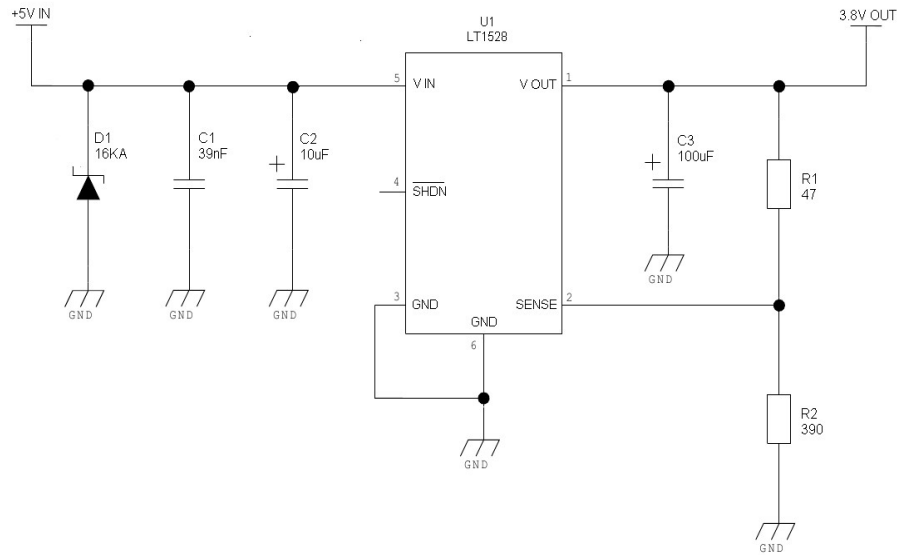 +5V IN
3.8V OUT
U1
LT1528
5
V IN
V OUT
1
D1
16KA
C1
39nF
C2
10uF
+
4
SHDN
C3
100uF
+
R1
47
GND
3
GND
SENSE
2
GND
GND
GND
GND
6
R2
390
GND
GND